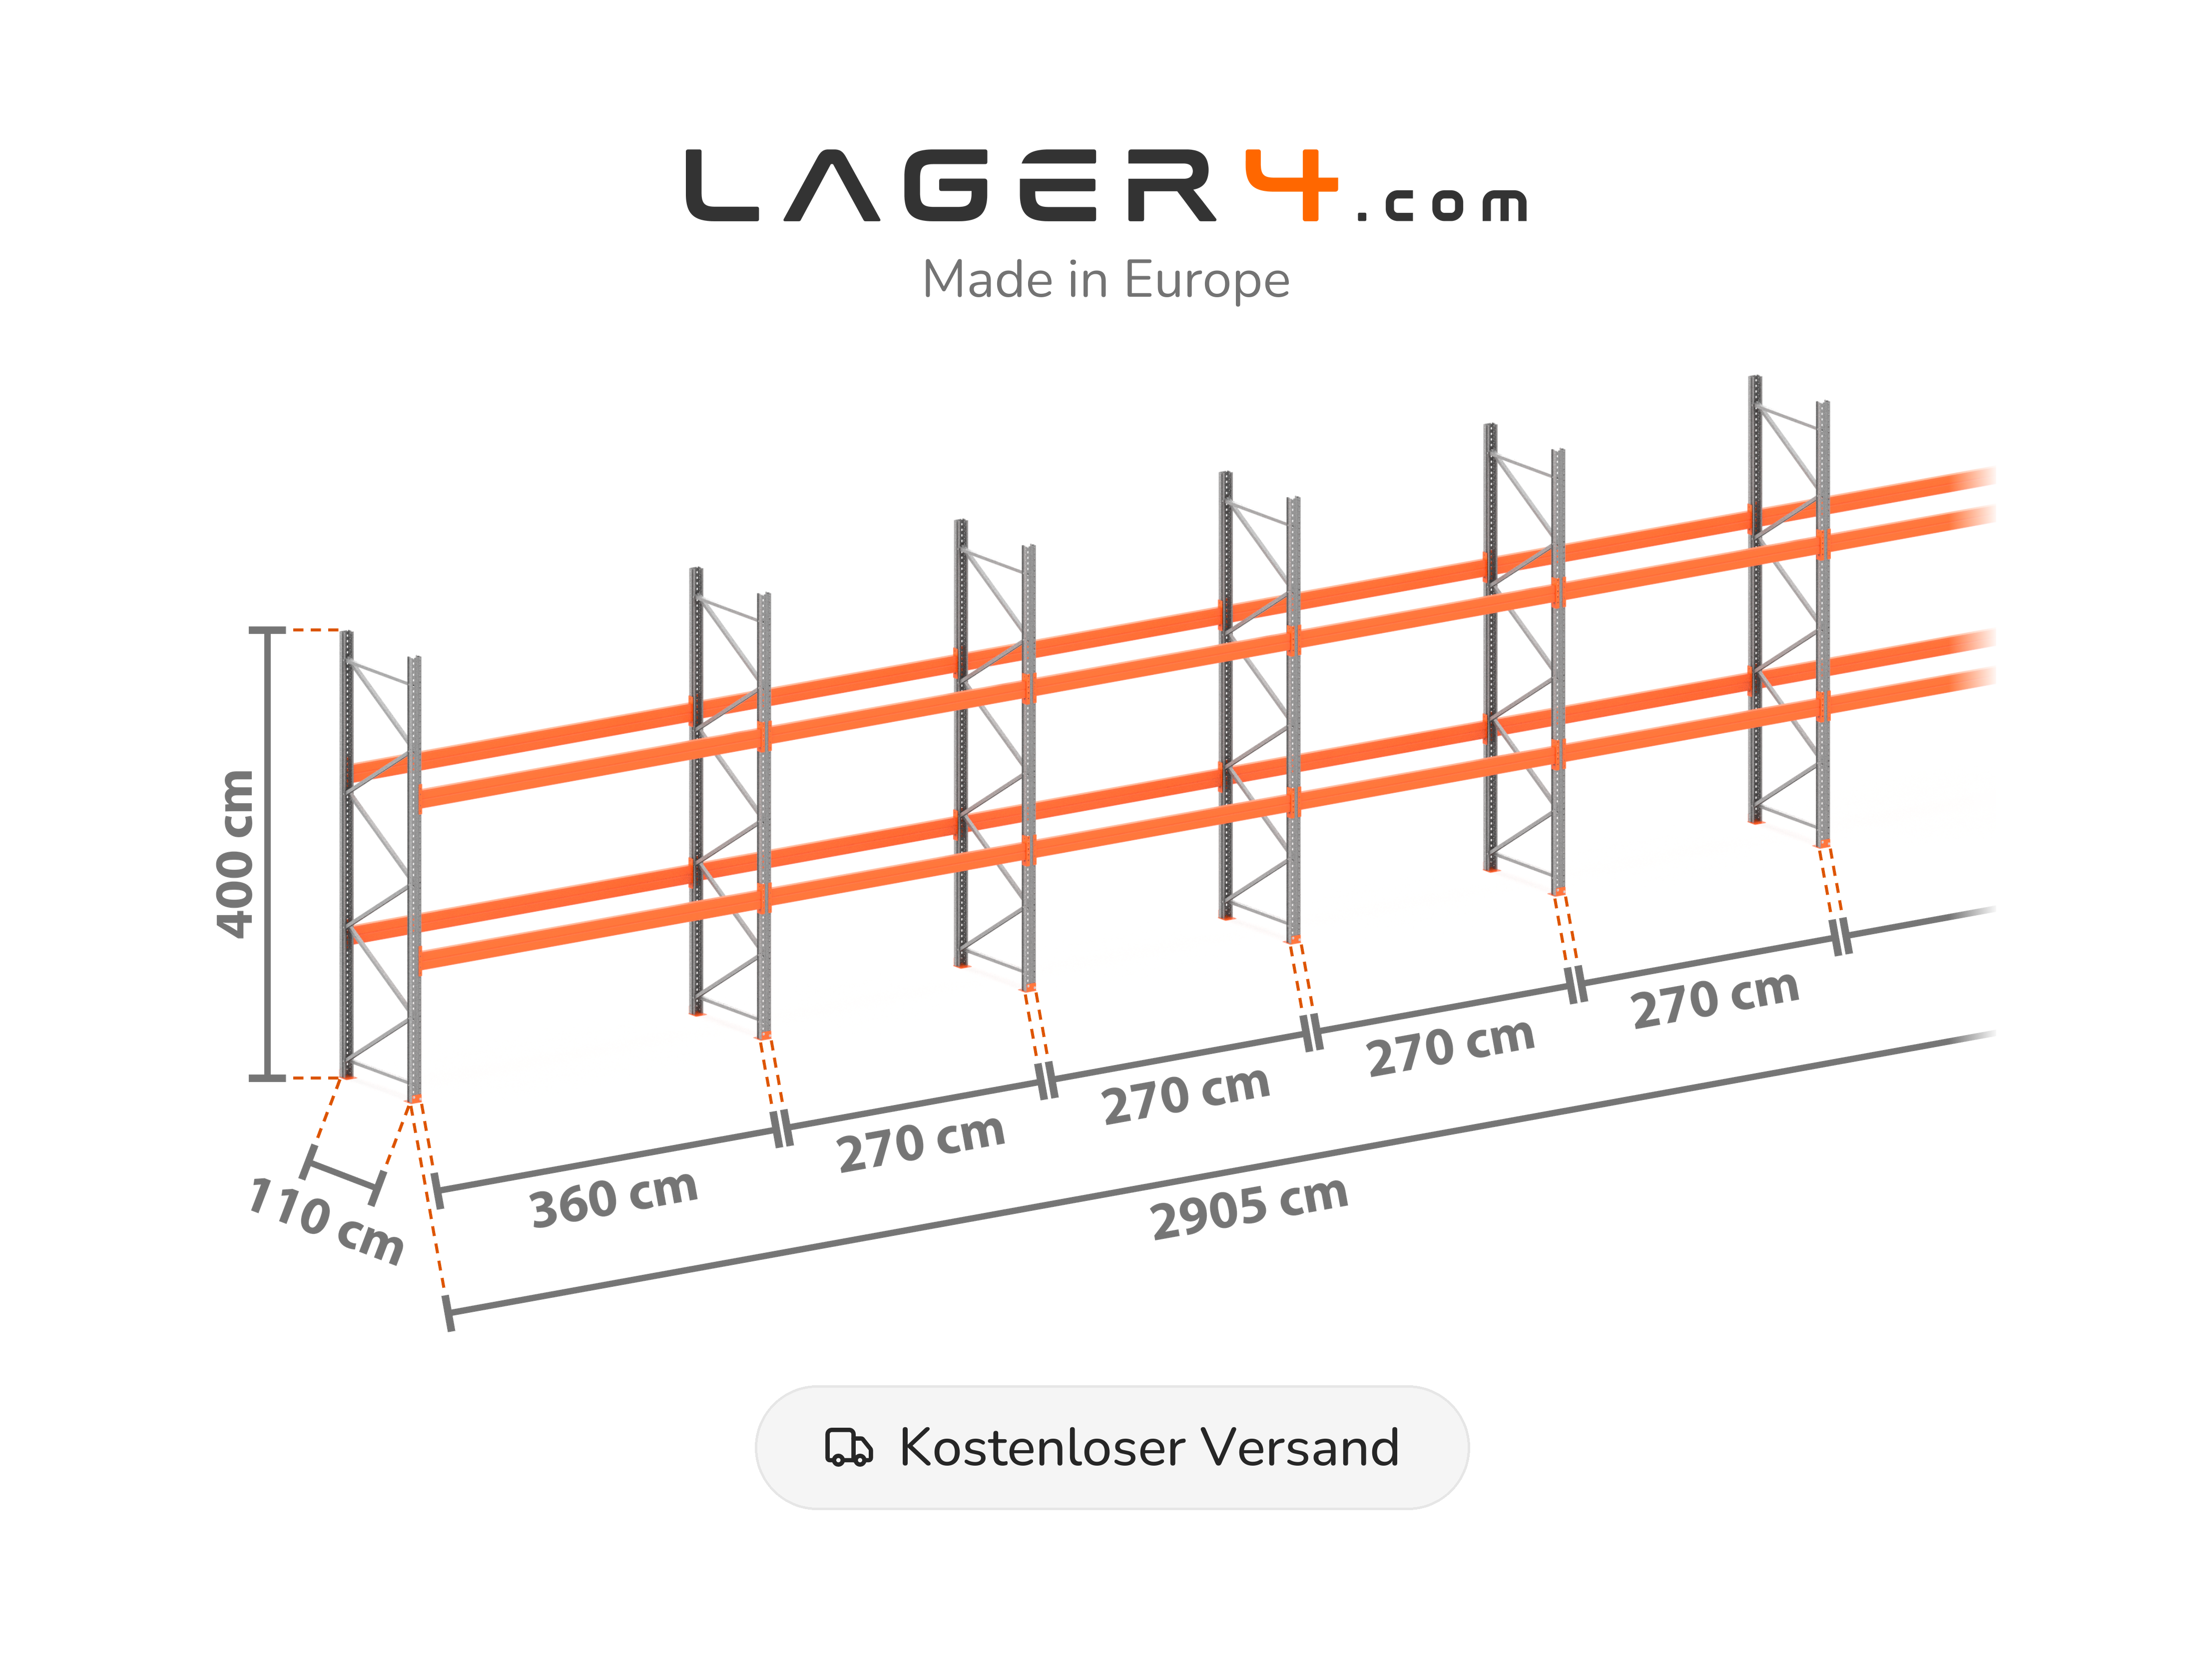 LAGER4.com
Made in Europe
400 cm
110 cm
360 cm
270 cm
270 cm
270 cm
270 cm
2905 cm
Kostenloser Versand